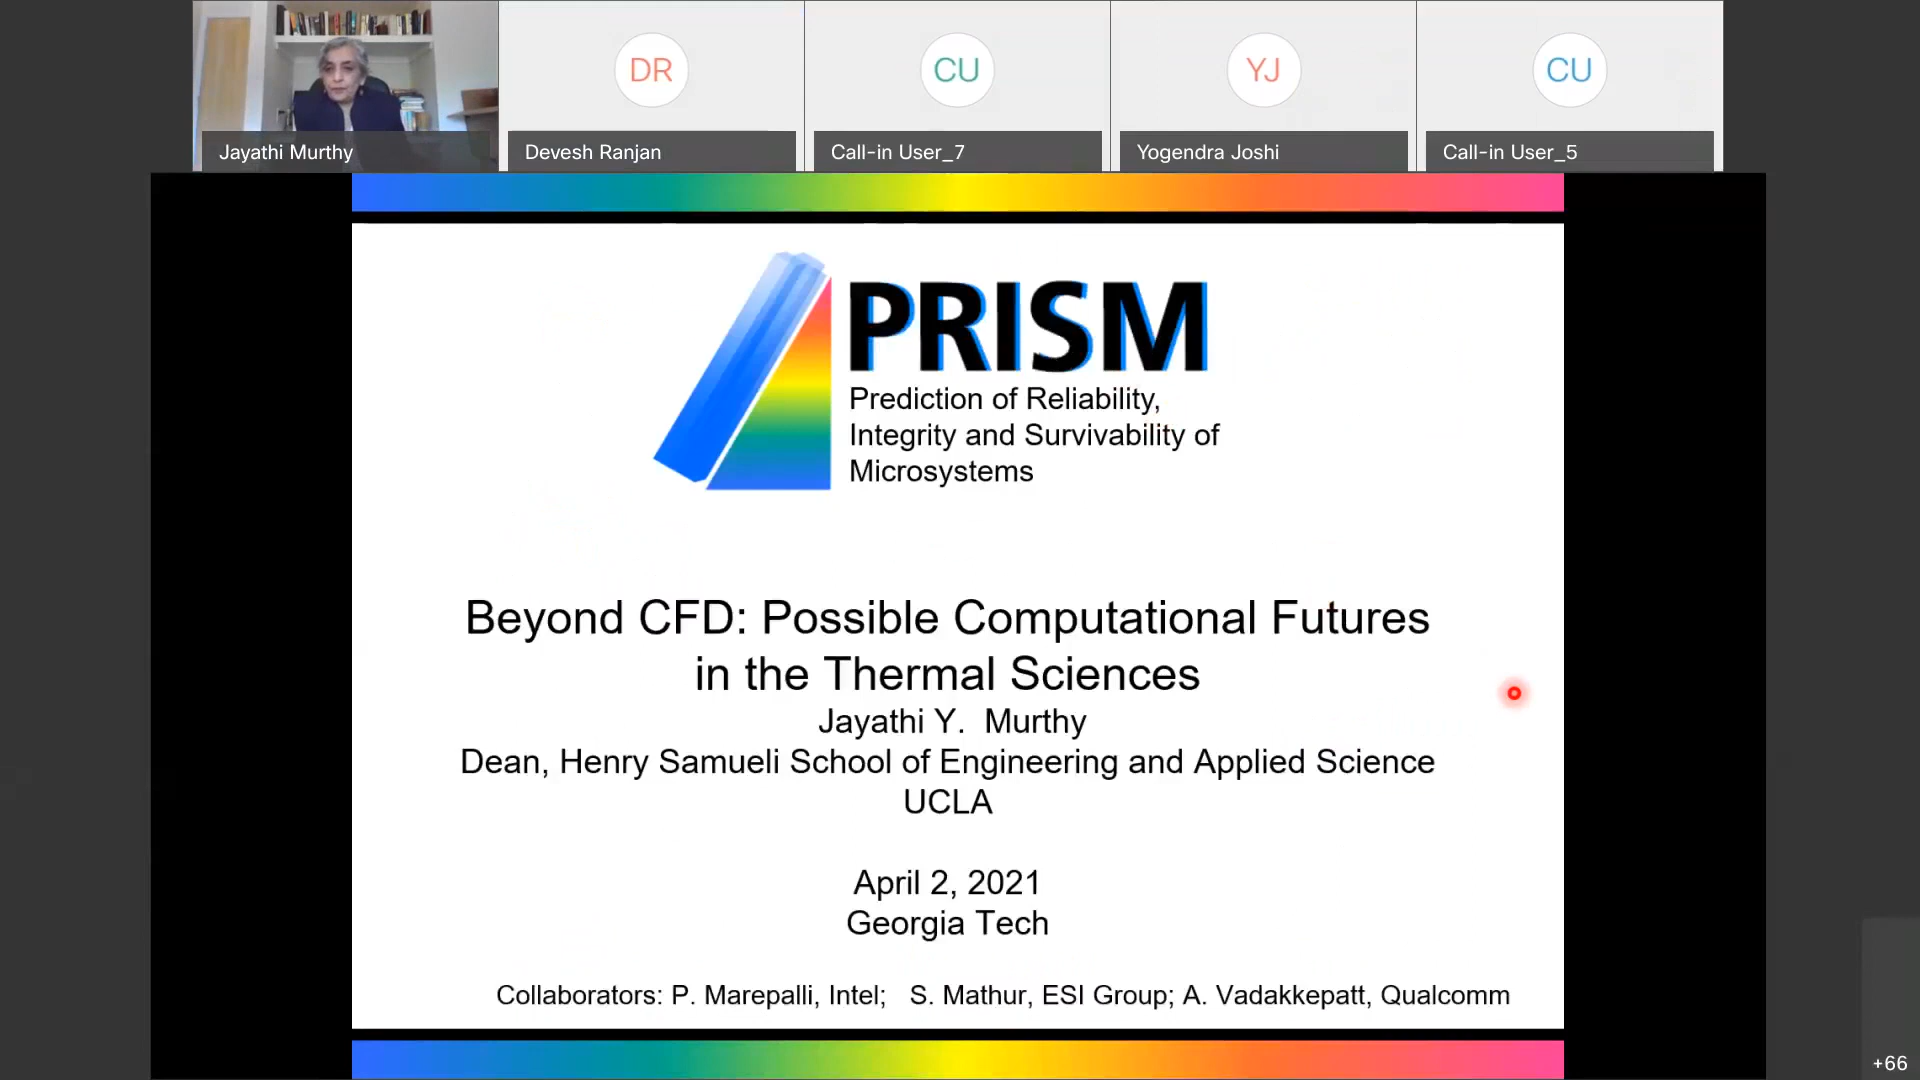 DR
CU
YJ
CU
Jayathi Murthy
Devesh Ranjan
Call-in User_7
Yogendra Joshi
Call-in User_5
PRISM
Prediction of Reliability,
Integrity and Survivability of
Microsystems
Beyond CFD: Possible Computational Futures
in the Thermal Sciences
Jayathi Y. Murthy
Dean, Henry Samueli School of Engineering and Applied Science
UCLA
April 2, 2021
Georgia Tech
Collaborators: P. Marepalli, Intel; S. Mathur, ESI Group; A. Vadakkepatt, Qualcomm
+66